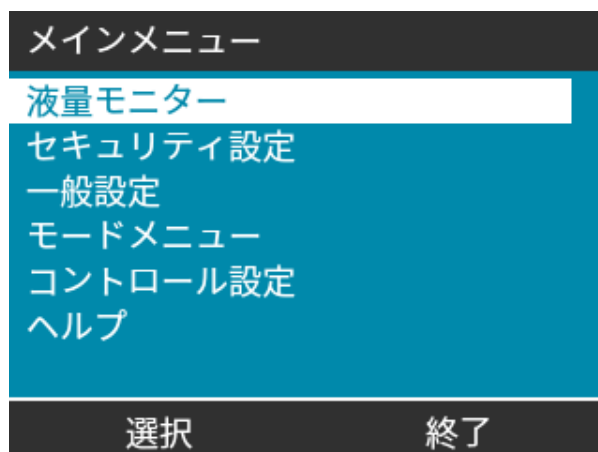 メインメニュー
液量モニター
セキュリティ設定
一般設定
モードメニュー
コントロール設定
ヘルプ
選択 終了